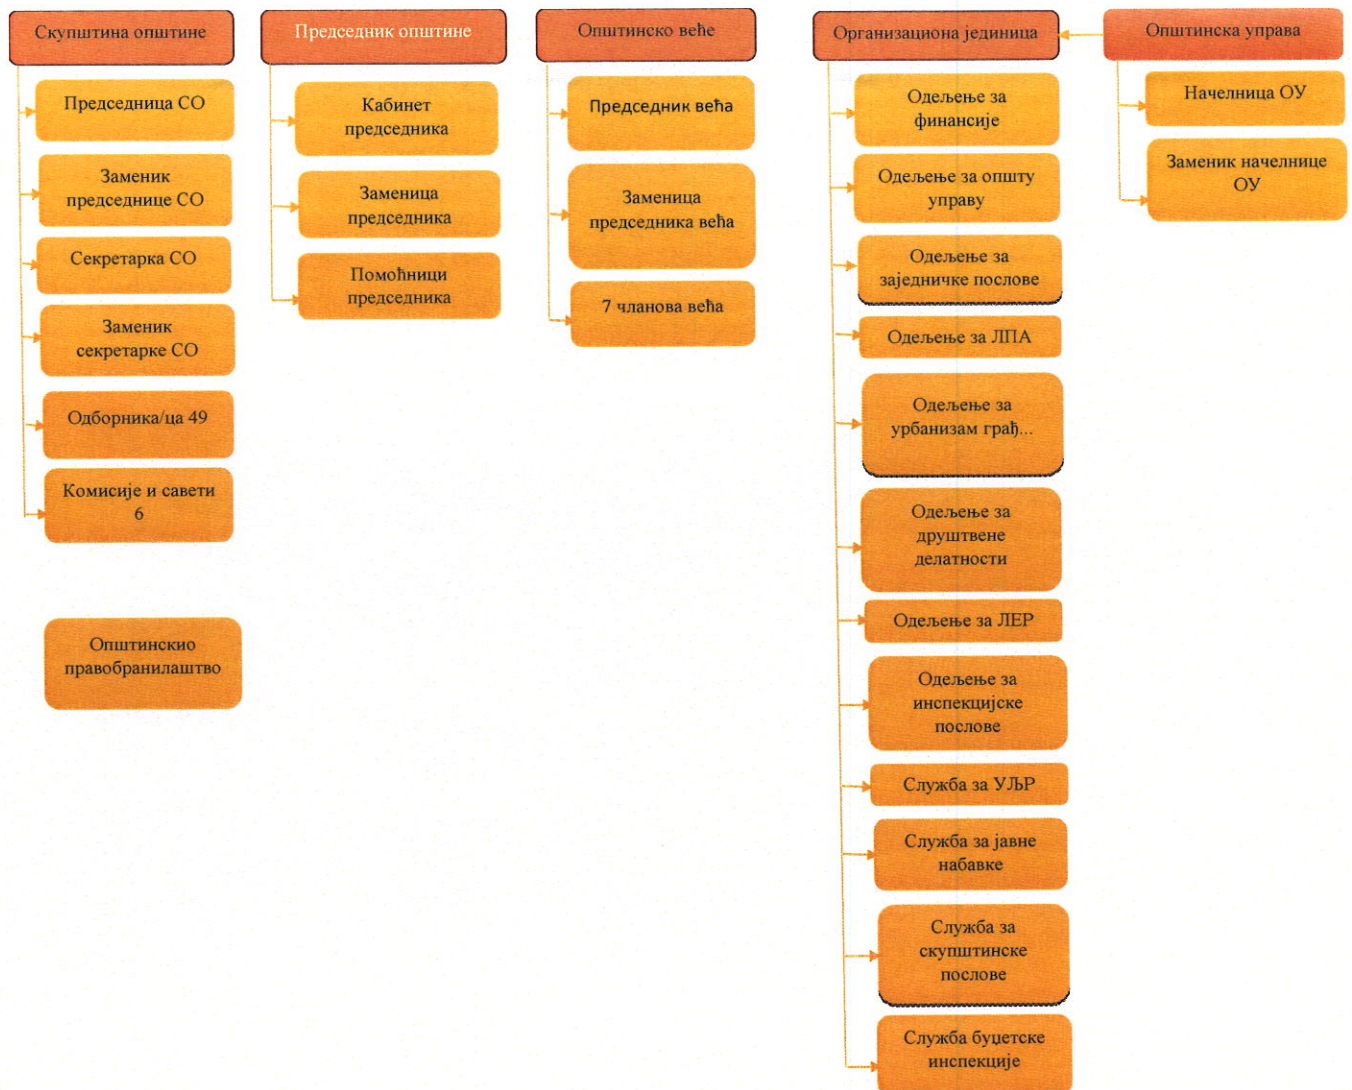 Скупштина општине
Председница СО
Заменик
председнице СО
Секретарка СО
Заменик
секретарке СО
Одборника/ца 49
Комисије и савети
6
Општинскио
правобранилаштво
Председник општине
Кабинет
председника
Заменица
председника
Помоћници
председника
Општинско веће
Председник већа
Заменица
председника већа
7 чланова већа
Организациона јединица
Одељење за
финансије
Одељење за општу
управу
Одељење за
заједничке послове
Одељење за ЛПА
Одељење за
урбанизам грађ...
Одељење за
друштвене
делатности
Одељење за ЛЕР
Одељење за
инспекцијске
послове
Служба за УЉР
Служба за јавне
набавке
Служба за
скупштинске
послове
Служба буџетске
инспекције
Општинска управа
Начелница ОУ
Заменик начелнице
ОУ